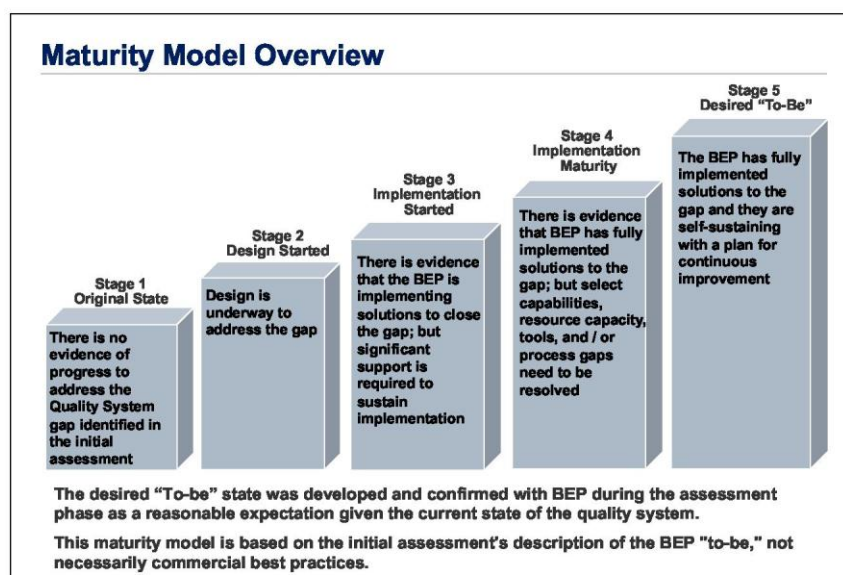 Maturity Model Overview
Stage 1
Original State
There is no
evidence of
progress to
address the
Quality System
gap identified in
the initial
assessment
Stage 2
Design Started
Design is
underway to
address the gap
Stage 3
Implementation
Started
There is evidence
that the BEP is
implementing
solutions to close
the gap; but
significant
support is
required to
sustain
implementation
Stage 4
Implementation
Maturity
There is evidence
that BEP has fully
implemented
solutions to the
gap; but select
capabilities,
resource capacity,
tools, and / or
process gaps
need to be
resolved
Stage 5
Desired “To-Be”
The BEP has fully
implemented
solutions to the
gap and they are
self-sustaining
with a plan for
continuous
improvement
The desired “To-be” state was developed and confirmed with BEP during the assessment
phase as a reasonable expectation given the current state of the quality system.
This maturity model is based on the initial assessment's description of the BEP "to-be," not
necessarily commercial best practices.